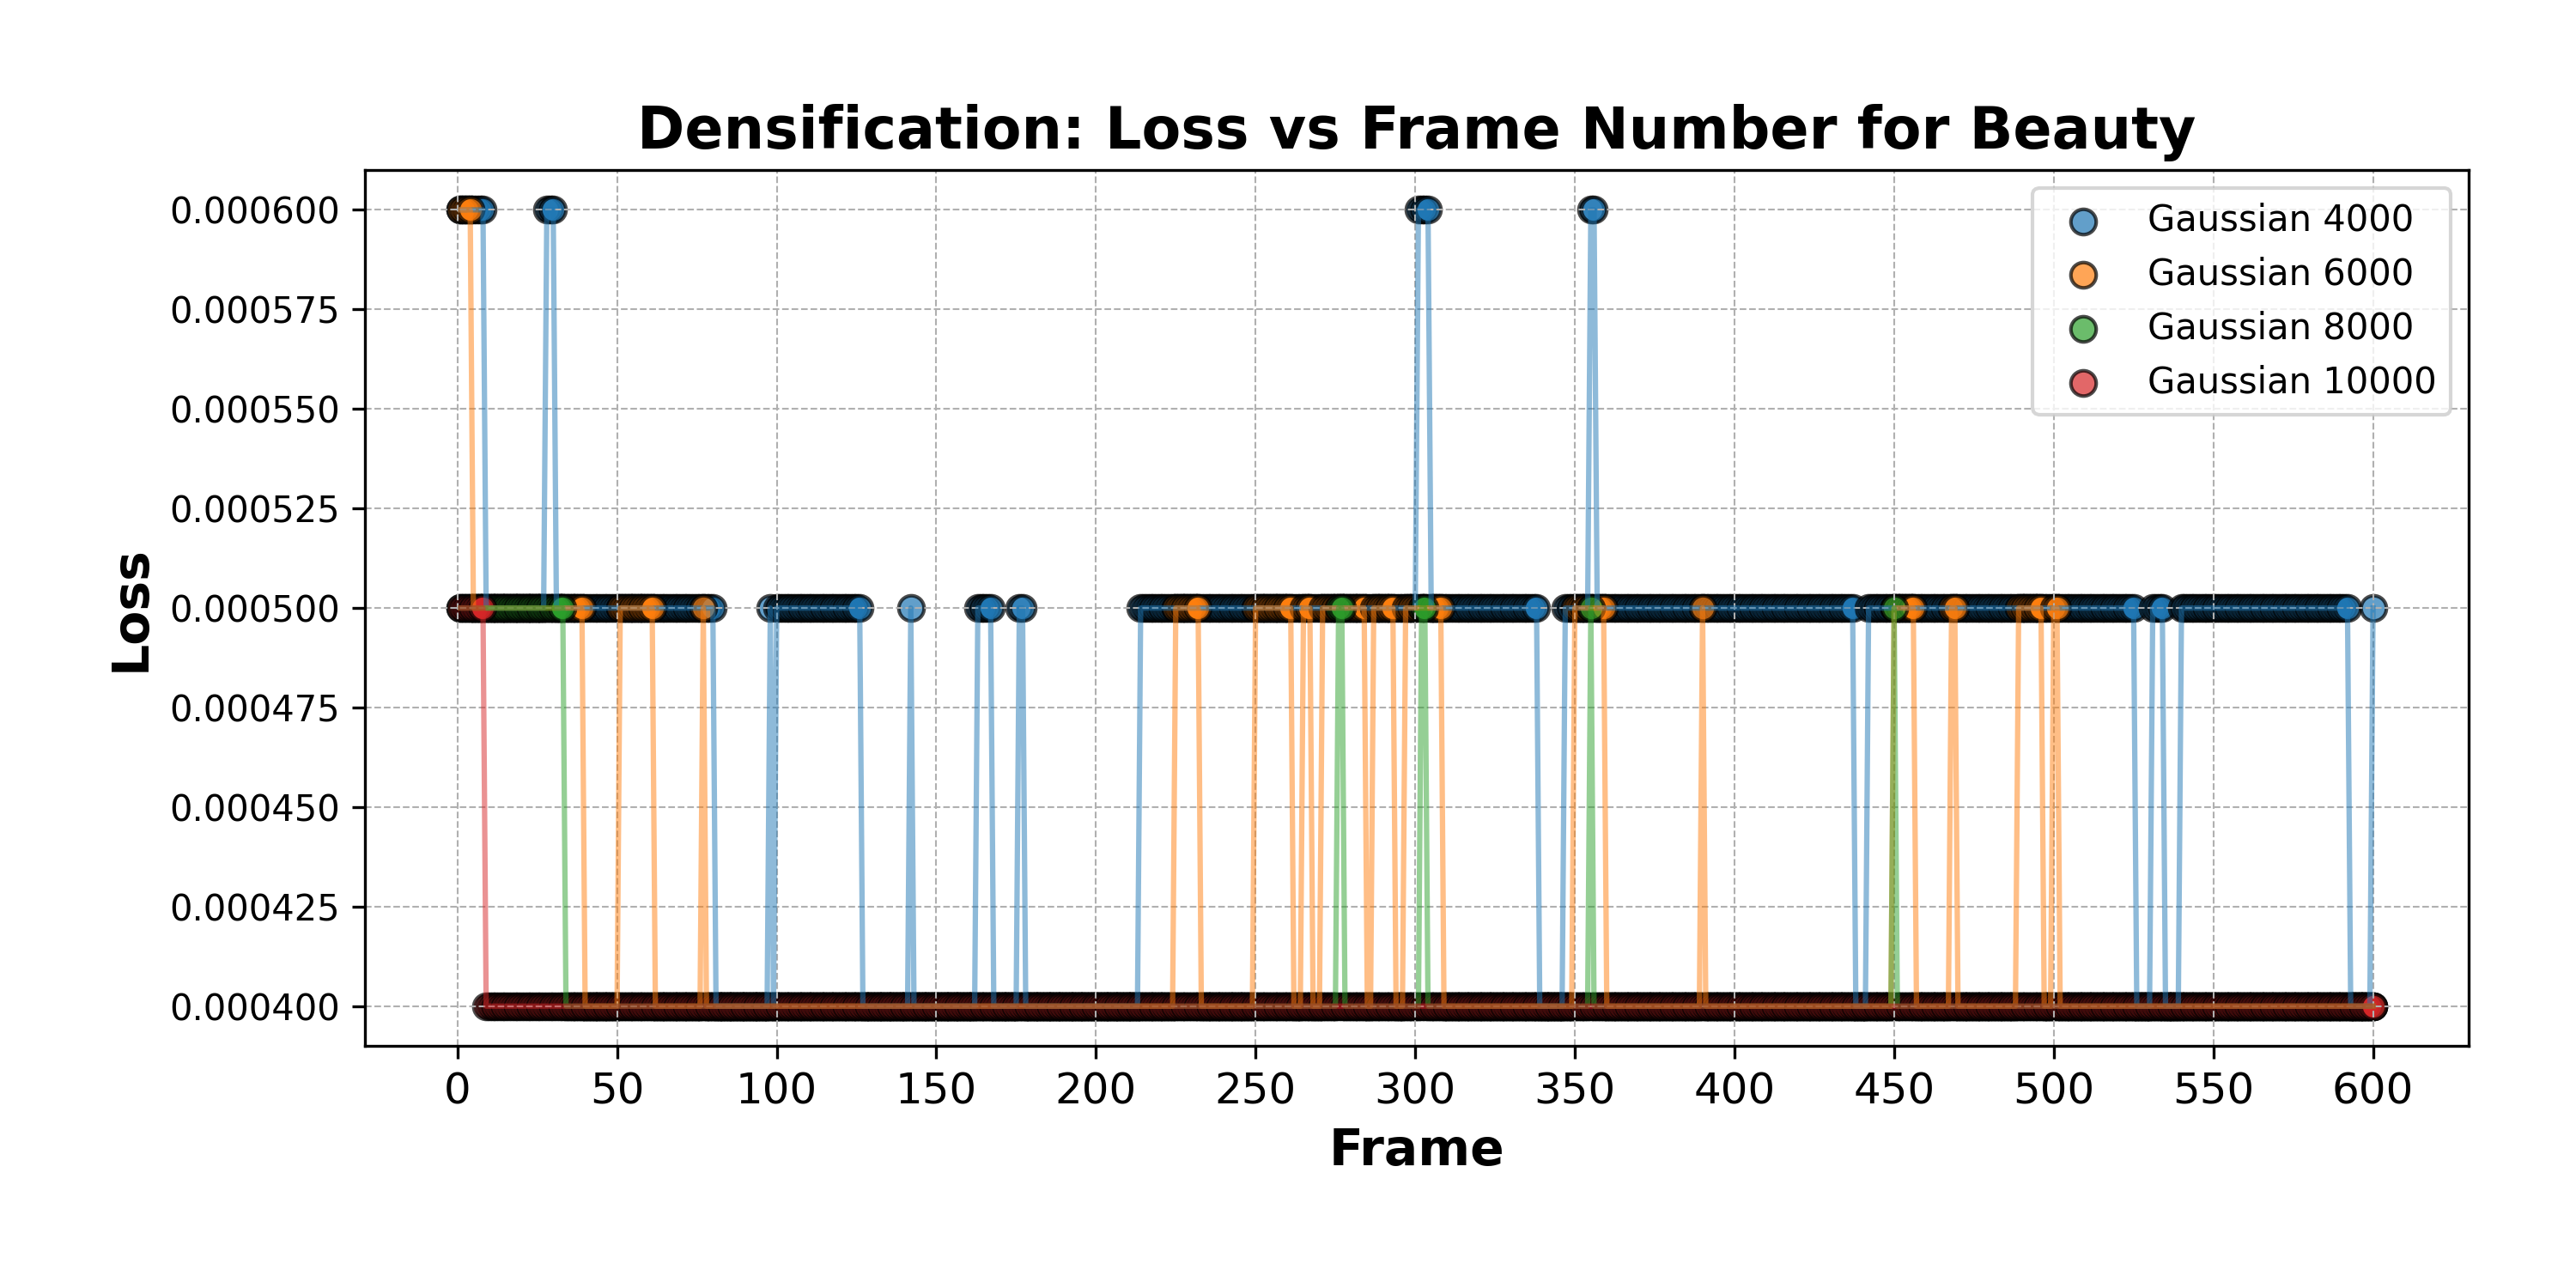 Densification: Loss vs Frame Number for Beauty
0.000600
0.000575
0.000550
0.000525
0.000500
0.000475
0.000450
0.000425
0.000400
Loss
Gaussian 4000
Gaussian 6000
Gaussian 8000
Gaussian 10000
0 50 100 150 200 250 300 350 400 450 500 550 600
Frame